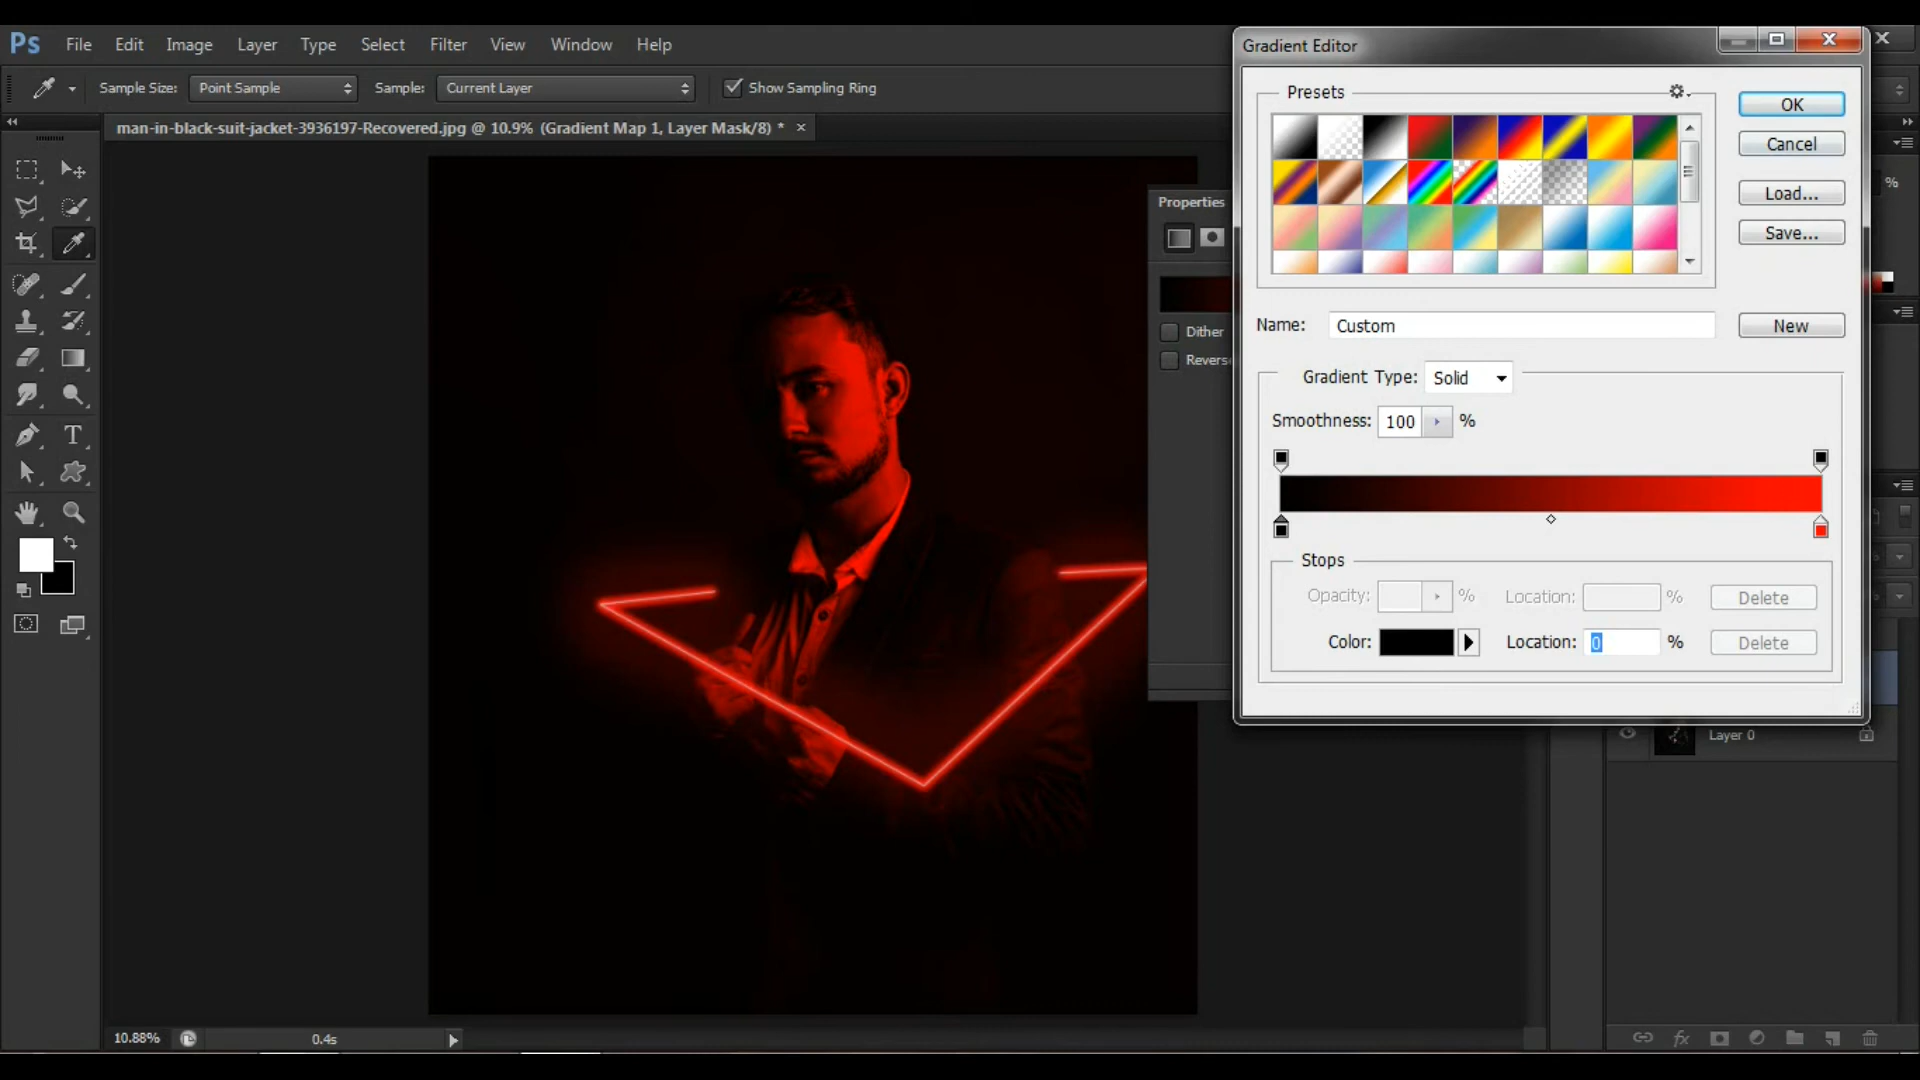 Ps File Edit Image Layer Type Select Filter View Window Help
Sample Size: Point Sample Sample: Current Layer Show Sampling Ring
man-in-black-suit-jacket-3936197-Recovered.jpg @ 10.9% (Gradient Map 1, Layer Mask/8) *
Properties
Dither
Reverse
Gradient Editor
Presets
OK
Cancel
Load...
Save...
Name: Custom
New
Gradient Type: Solid
Smoothness: 100 %
Stops
Opacity: % Location: % Delete
Color: Location: 0 % Delete
%
Layer 0
fx
T
10.88% 0.4s